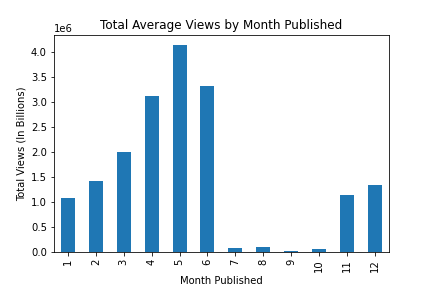 Total Average Views by Month Published
1e6
4.0
3.5
3.0
2.5
2.0
1.5
1.0
0.5
0.0
Total Views (In Billions)
1 2 3 4 5 6 7 8 9 10 11 12
Month Published